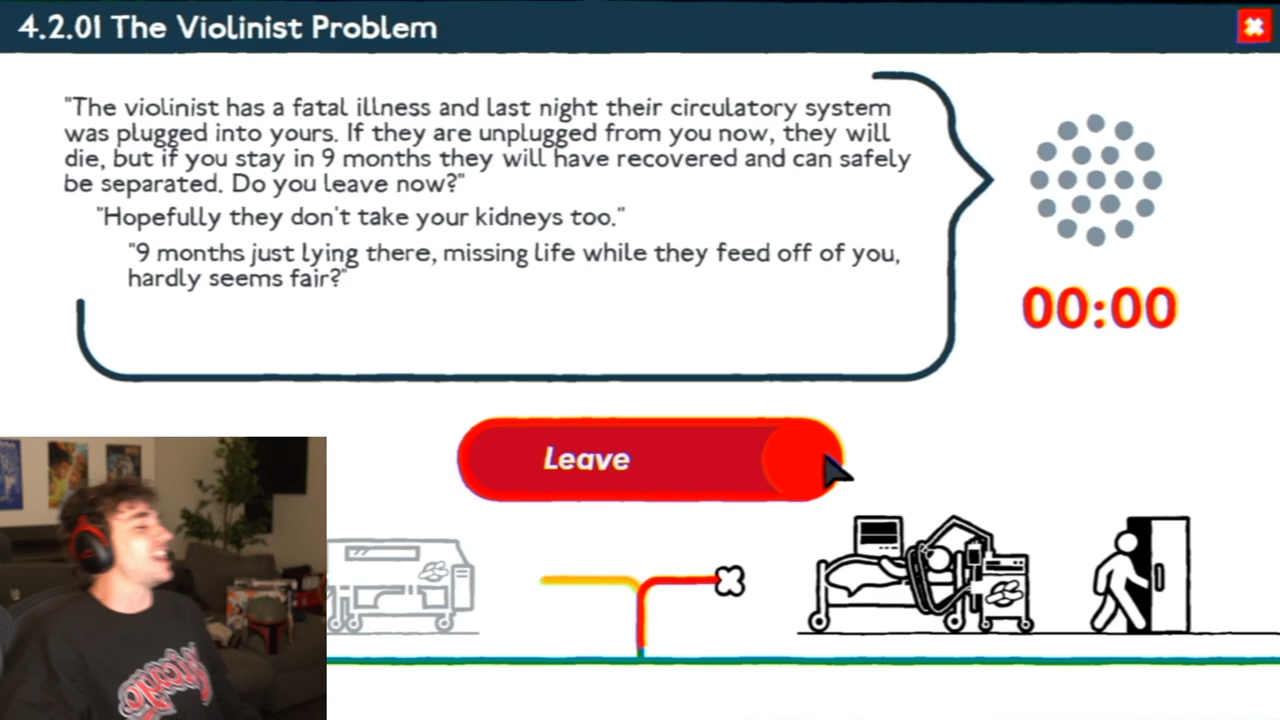 4.2.01 The Violinist Problem
"The violinist has a fatal illness and last night their circulatory system
was plugged into yours. If they are unplugged from you now, they will
die, but if you stay in 9 months they will have recovered and can safely
be separated. Do you leave now?"
"Hopefully they don't take your kidneys too."
"9 months just lying there, missing life while they feed off of you,
hardly seems fair?"
00:00
Leave